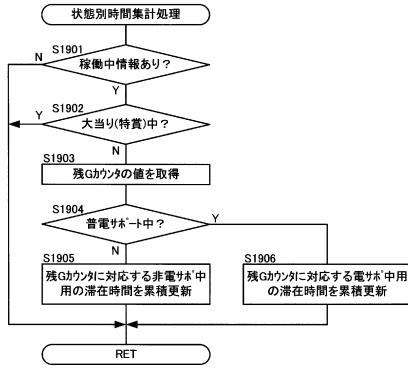 状態別時間集計処理
S1901
N
稼働中情報あり?
Y
S1902
Y
大当り(特賞)中?
N
S1903
残Gカウンタの値を取得
S1904
普電サポート中?
Y
N
S1905
残Gカウンタに対応する非電サポ中
用の滞在時間を累積更新
S1906
残Gカウンタに対応する電サポ中用
の滞在時間を累積更新
RET